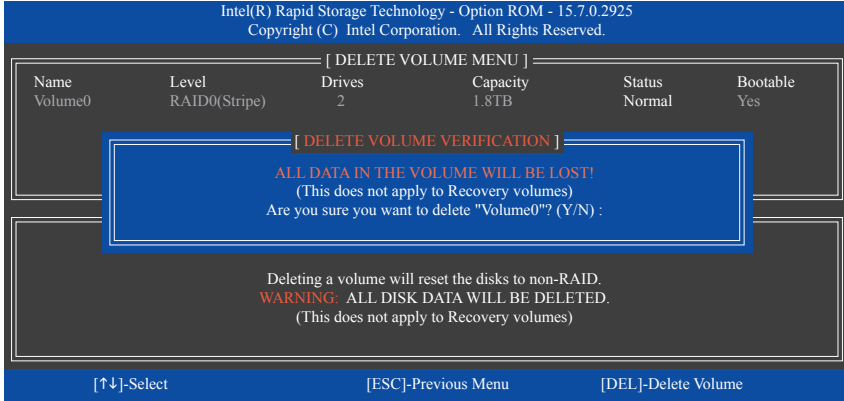 Intel(R) Rapid Storage Technology - Option ROM - 15.7.0.2925
Copyright (C) Intel Corporation. All Rights Reserved.
[ DELETE VOLUME MENU ]
Name Level Drives Capacity Status Bootable
Volume0 RAID0(Stripe) 2 1.8TB Normal Yes
[ DELETE VOLUME VERIFICATION ]
ALL DATA IN THE VOLUME WILL BE LOST!
(This does not apply to Recovery volumes)
Are you sure you want to delete "Volume0"? (Y/N) :
Deleting a volume will reset the disks to non-RAID.
WARNING: ALL DISK DATA WILL BE DELETED.
(This does not apply to Recovery volumes)
[↑↓]-Select [ESC]-Previous Menu [DEL]-Delete Volume